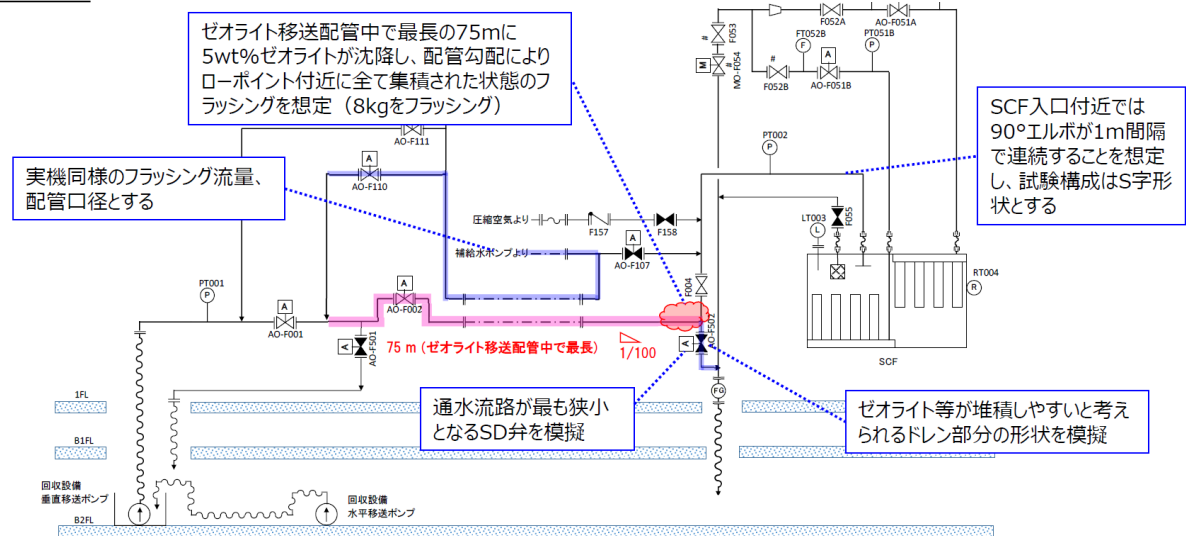 ゼオライト移送配管中で最長の75mに
5wt%ゼオライトが沈降し、配管勾配により
ローポイント付近に全て集積された状態のフ
ラッシングを想定（8kgをフラッシング）
実機同様のフラッシング流量、
配管口径とする
SCF入口付近では
90°エルボが1m間隔
で連続することを想定
し、試験構成はS字形
状とする
通水流路が最も狭小
となるSD弁を模擬
ゼオライト等が堆積しやすいと考え
られるドレン部分の形状を模擬
#
F053
M
#
MO-F054
F052A
AO-F051A
FT052B
F
PT051B
P
A
#
F052B
AO-F051B
PT002
P
AO-F111
A
AO-F110
圧縮空気より
F157
F158
補給水ポンプより
A
AO-F107
F004
F055
LT003
L
RT004
R
SCF
PT001
P
AO-F001
A
AO-F002
A
AO-F501
75 m (ゼオライト移送配管中で最長)
1/100
A
AO-F502
FG
1FL
B1FL
B2FL
回収設備
垂直移送ポンプ
回収設備
水平移送ポンプ